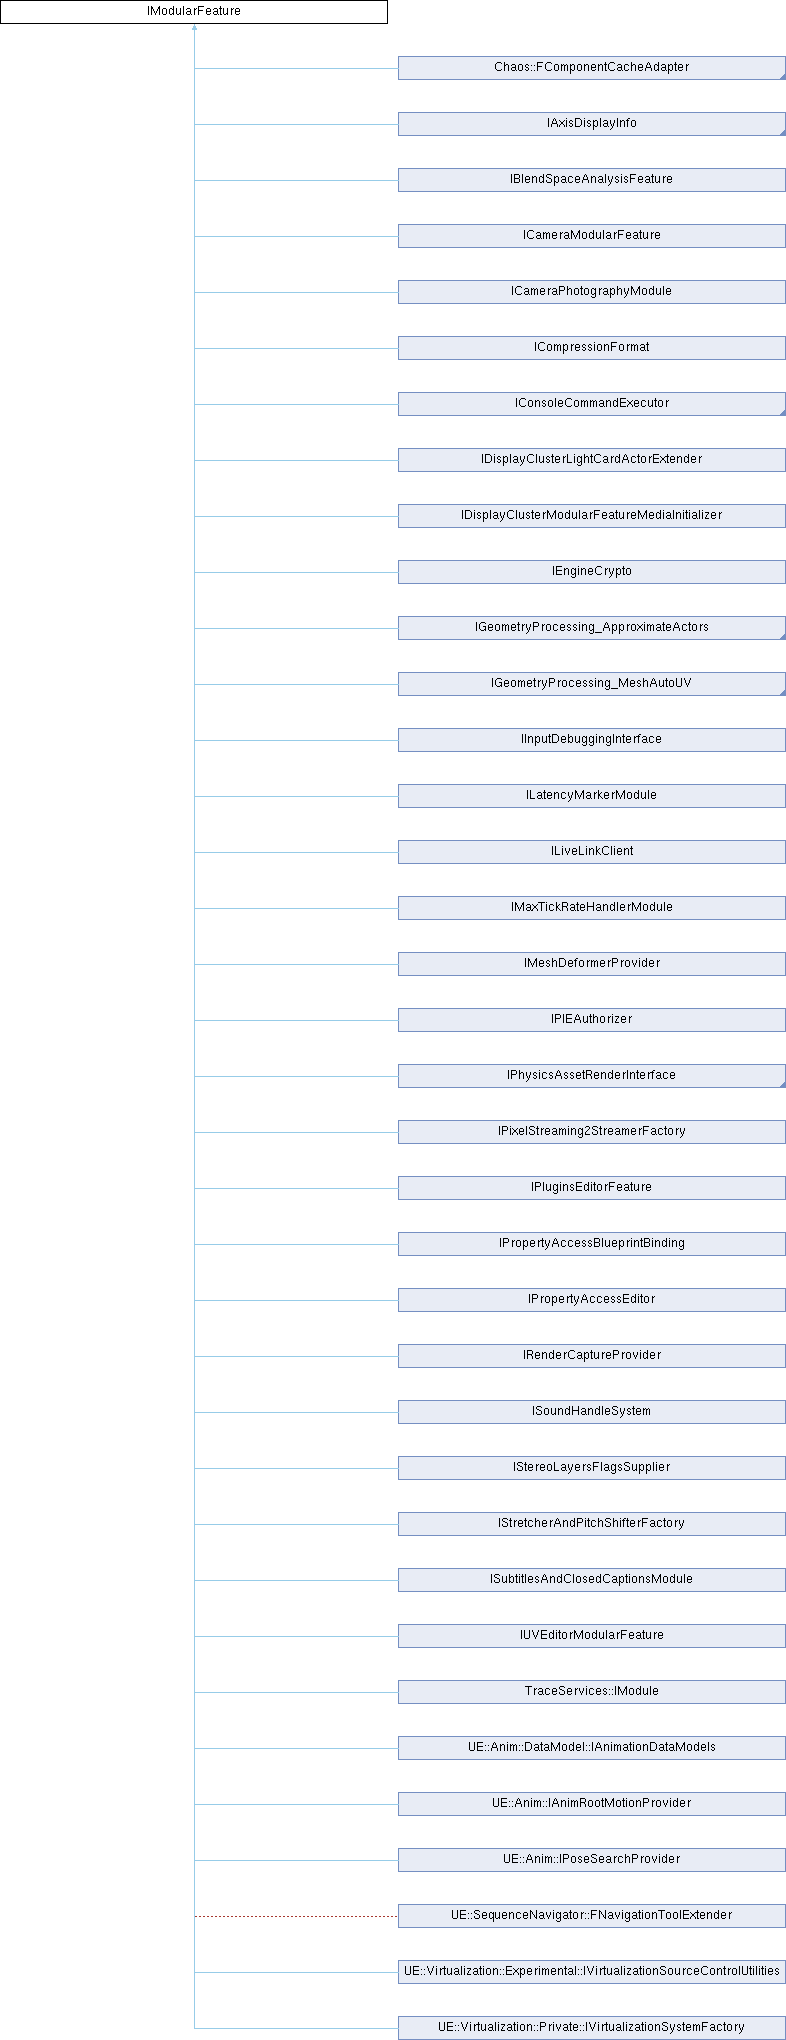 IModularFeature
Chaos::FComponentCacheAdapter
IAxisDisplayInfo
IBlendSpaceAnalysisFeature
ICameraModularFeature
ICameraPhotographyModule
ICompressionFormat
IConsoleCommandExecutor
IDisplayClusterLightCardActorExtender
IDisplayClusterModularFeatureMediaInitializer
IEngineCrypto
IGeometryProcessing_ApproximateActors
IGeometryProcessing_MeshAutoUV
IInputDebuggingInterface
ILatencyMarkerModule
ILiveLinkClient
IMaxTickRateHandlerModule
IMeshDeformerProvider
IPIEAuthorizer
IPhysicsAssetRenderInterface
IPixelStreaming2StreamerFactory
IPluginsEditorFeature
IPropertyAccessBlueprintBinding
IPropertyAccessEditor
IRenderCaptureProvider
ISoundHandleSystem
IStereoLayersFlagsSupplier
IStretcherAndPitchShifterFactory
ISubtitlesAndClosedCaptionsModule
IUVEditorModularFeature
TraceServices::IModule
UE::Anim::DataModel::IAnimationDataModels
UE::Anim::IAnimRootMotionProvider
UE::Anim::IPoseSearchProvider
UE::SequenceNavigator::FNavigationToolExtender
UE::Virtualization::Experimental::IVirtualizationSourceControlUtilities
UE::Virtualization::Private::IVirtualizationSystemFactory